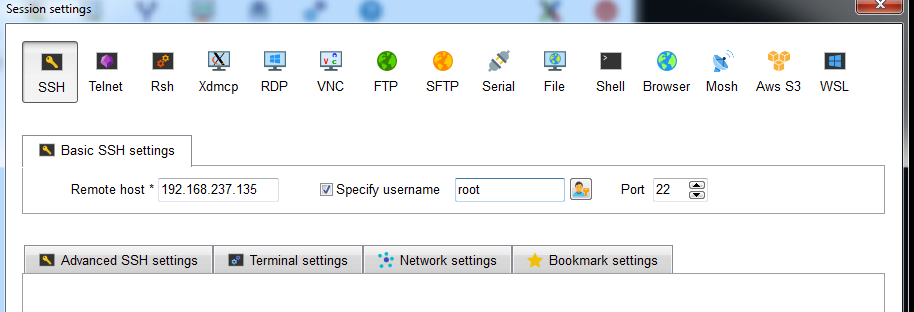 Session settings
SSH Telnet Rsh Xdmcp RDP VNC FTP SFTP Serial File Shell Browser Mosh Aws S3 WSL
Basic SSH settings
Remote host * 192.168.237.135 Specify username root Port 22
Advanced SSH settings Terminal settings Network settings Bookmark settings